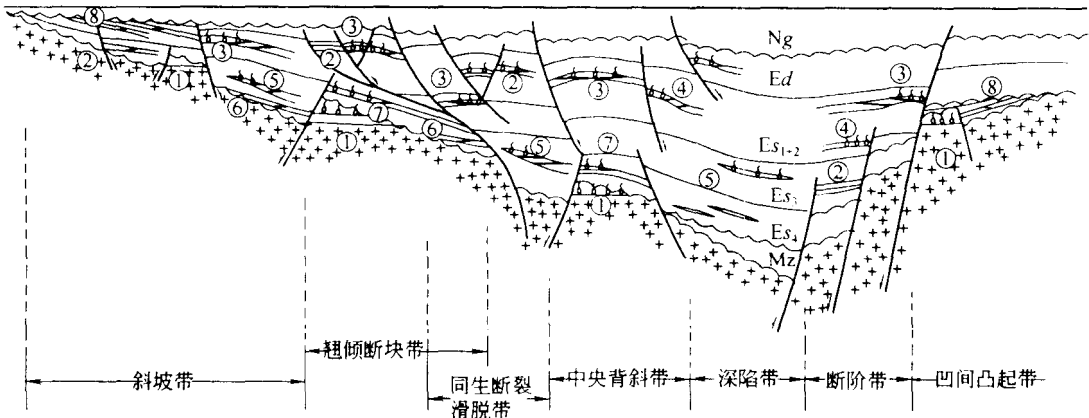 ⑧ ③ Ng
② ③ ② ③ ② ③ ④ Ed ③ ⑧
① ⑤ ④
⑥ ⑦ ⑥ ⑤ ⑦ Es₁₊₂ ①
① ⑤ ②
① Es₃
Es₄
Mz
翘倾断块带
斜坡带 同生断裂 中央背斜带 深陷带 断阶带 凹间凸起带
滑脱带